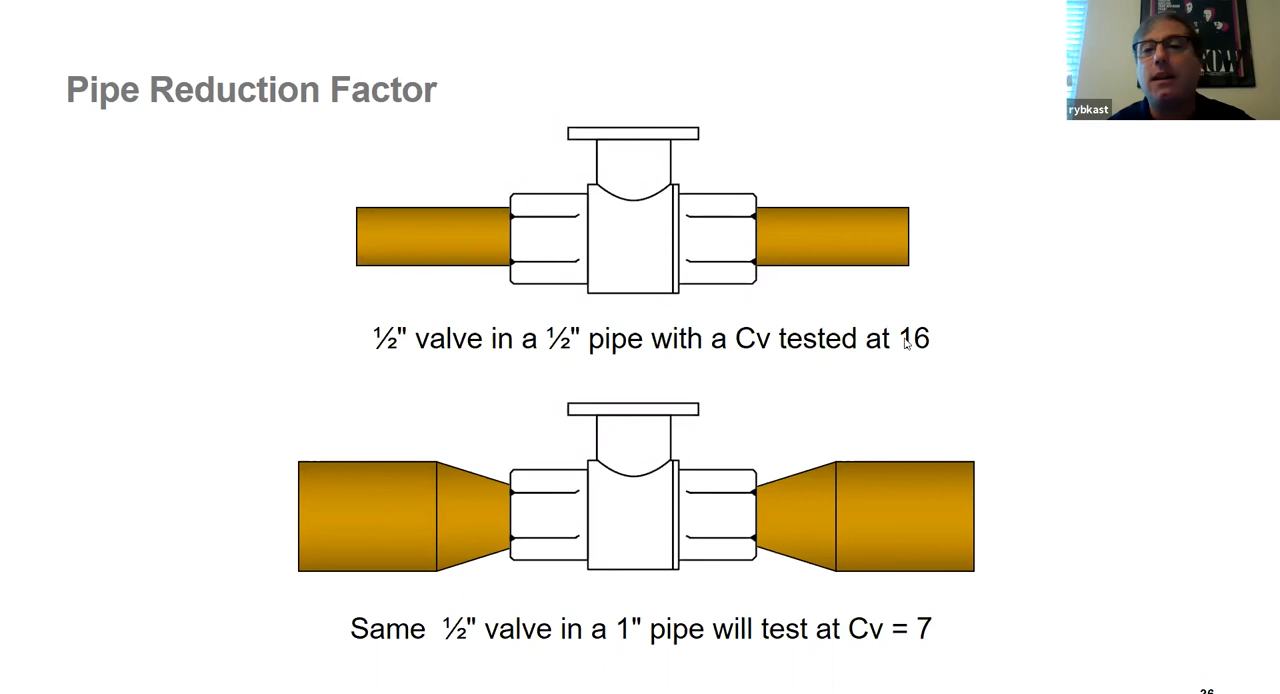 Pipe Reduction Factor
rybkast
½" valve in a ½" pipe with a Cv tested at 16
Same ½" valve in a 1" pipe will test at Cv = 7
26